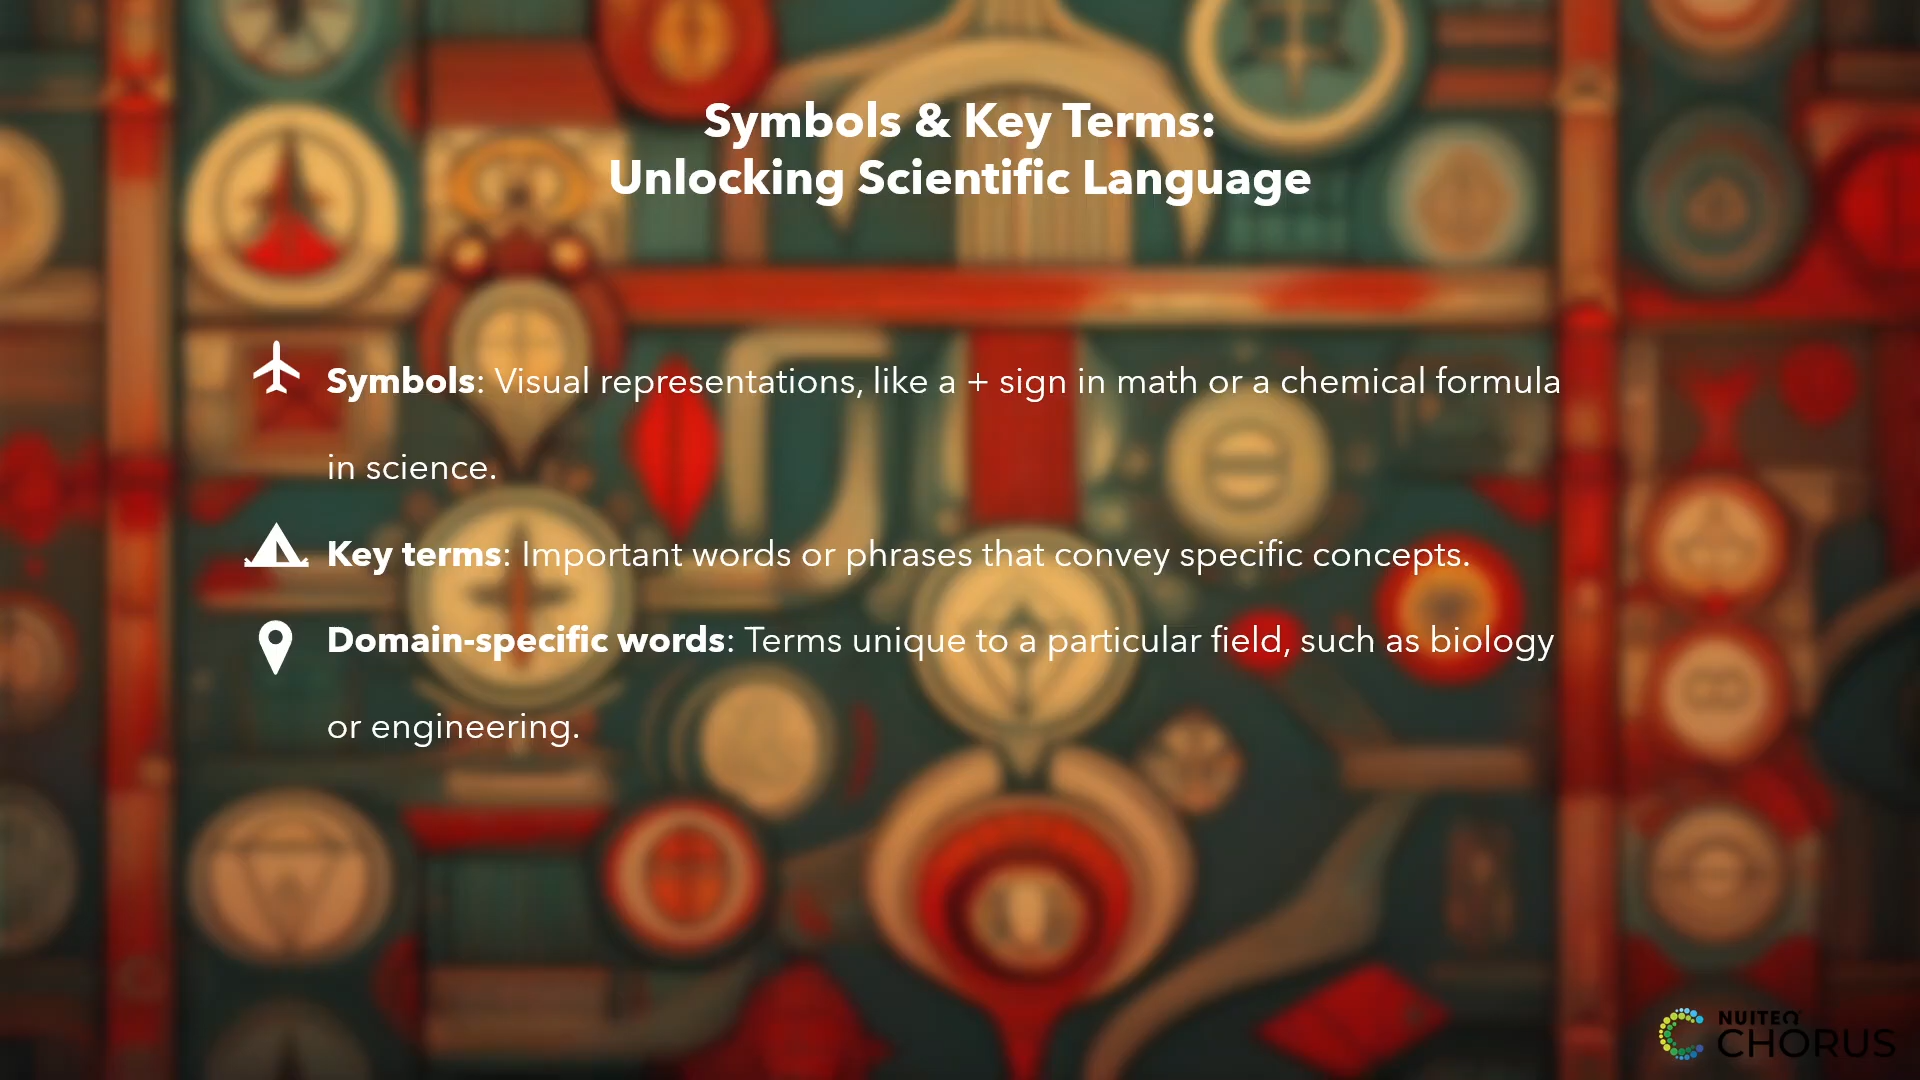 Symbols & Key Terms:
Unlocking Scientific Language
Symbols: Visual representations, like a + sign in math or a chemical formula
in science.
Key terms: Important words or phrases that convey specific concepts.
Domain-specific words: Terms unique to a particular field, such as biology
or engineering.
NUITEQ
CHORUS